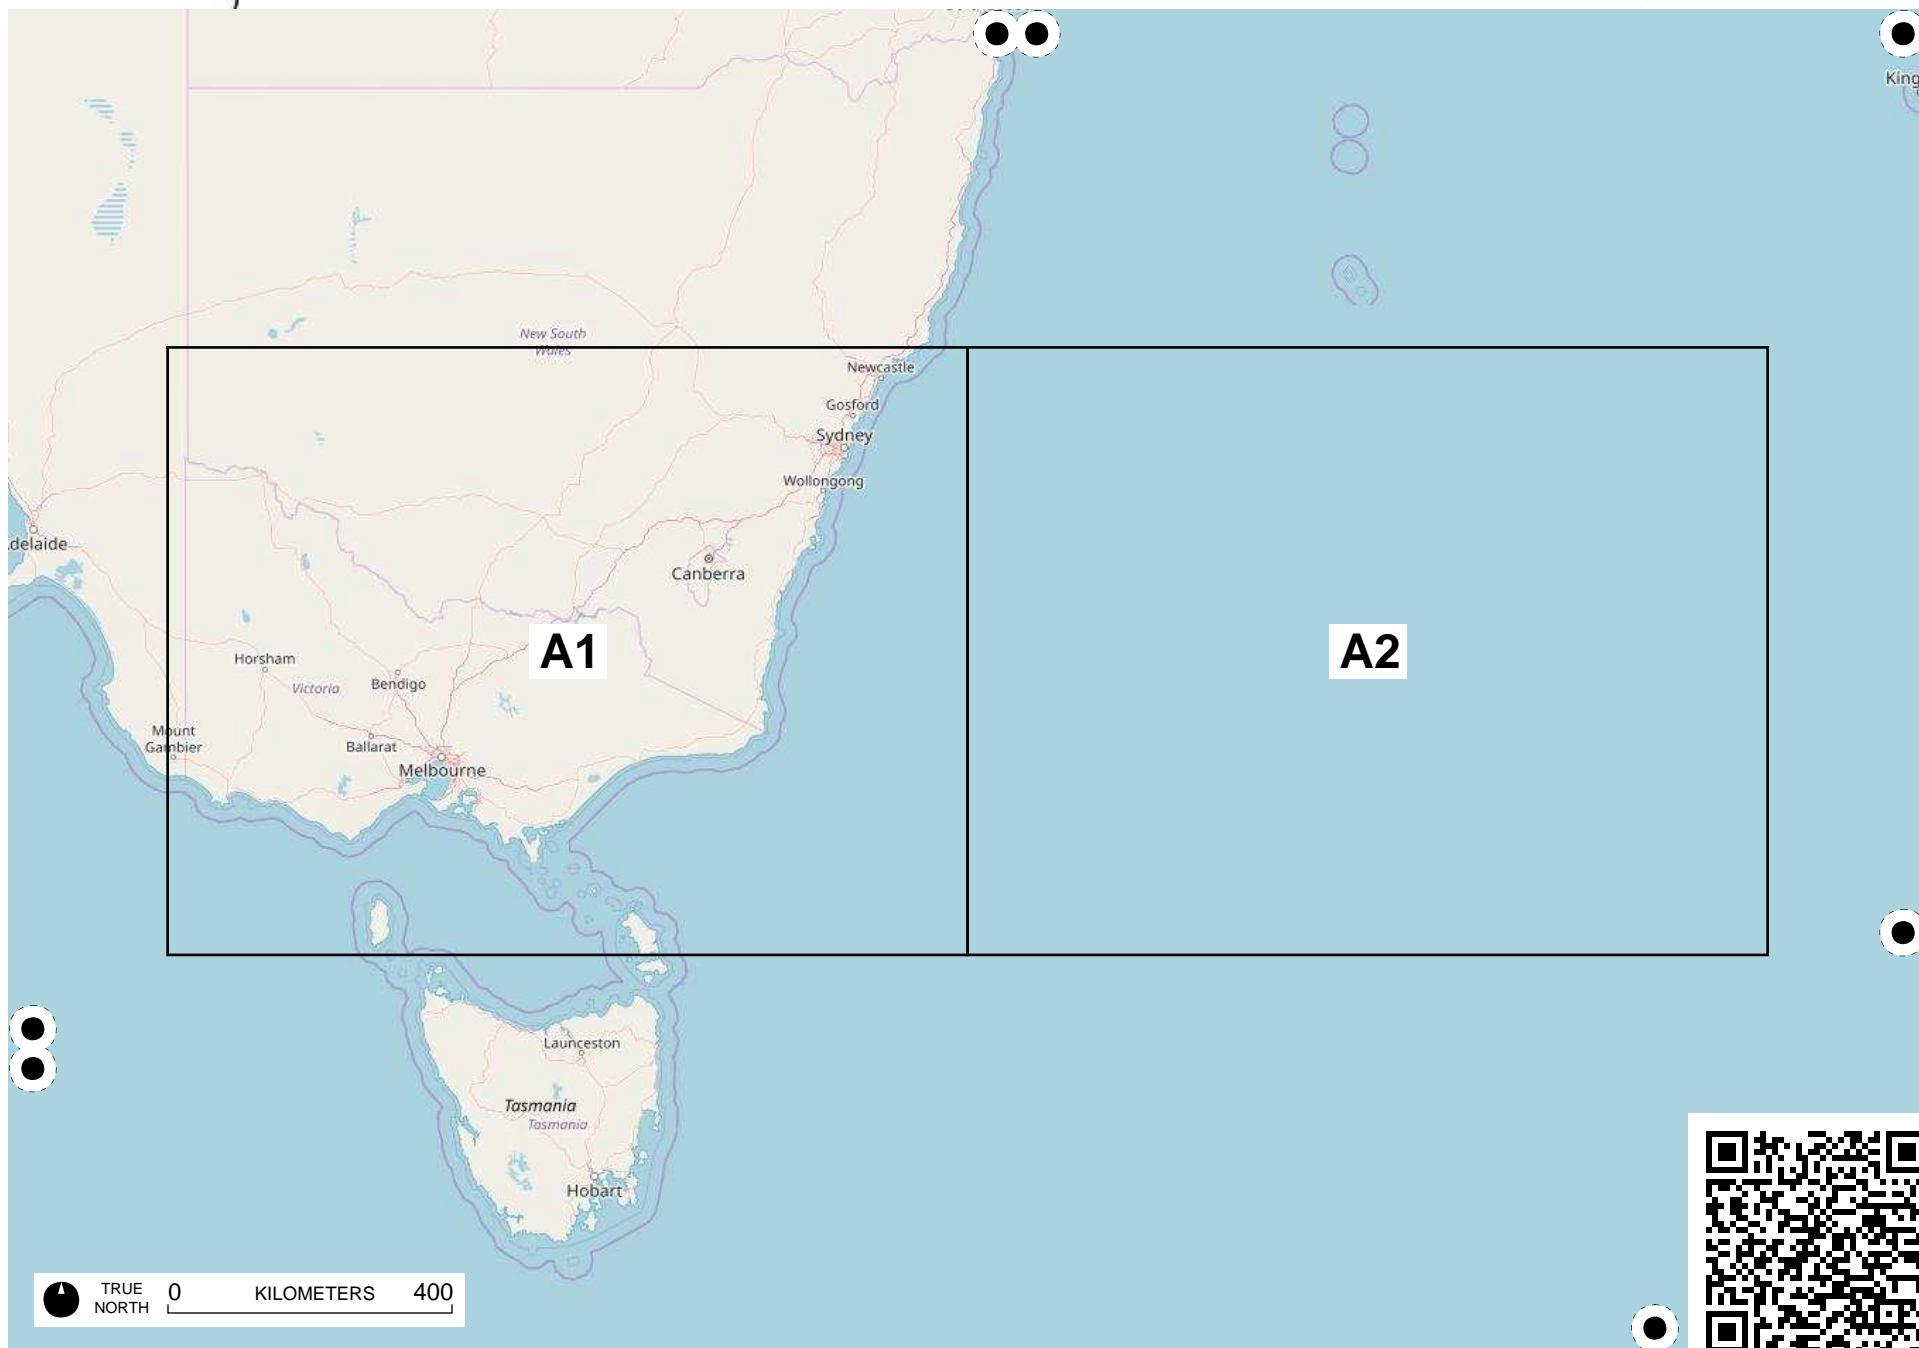 King
New South
Wales
Newcastle
Gosford
Sydney
Wollongong
delaide
Canberra
A1
A2
Horsham
Victoria
Bendigo
Mount
Gambier
Ballarat
Melbourne
Launceston
Tasmania
Tasmania
Hobart
TRUE
NORTH
0 KILOMETERS 400